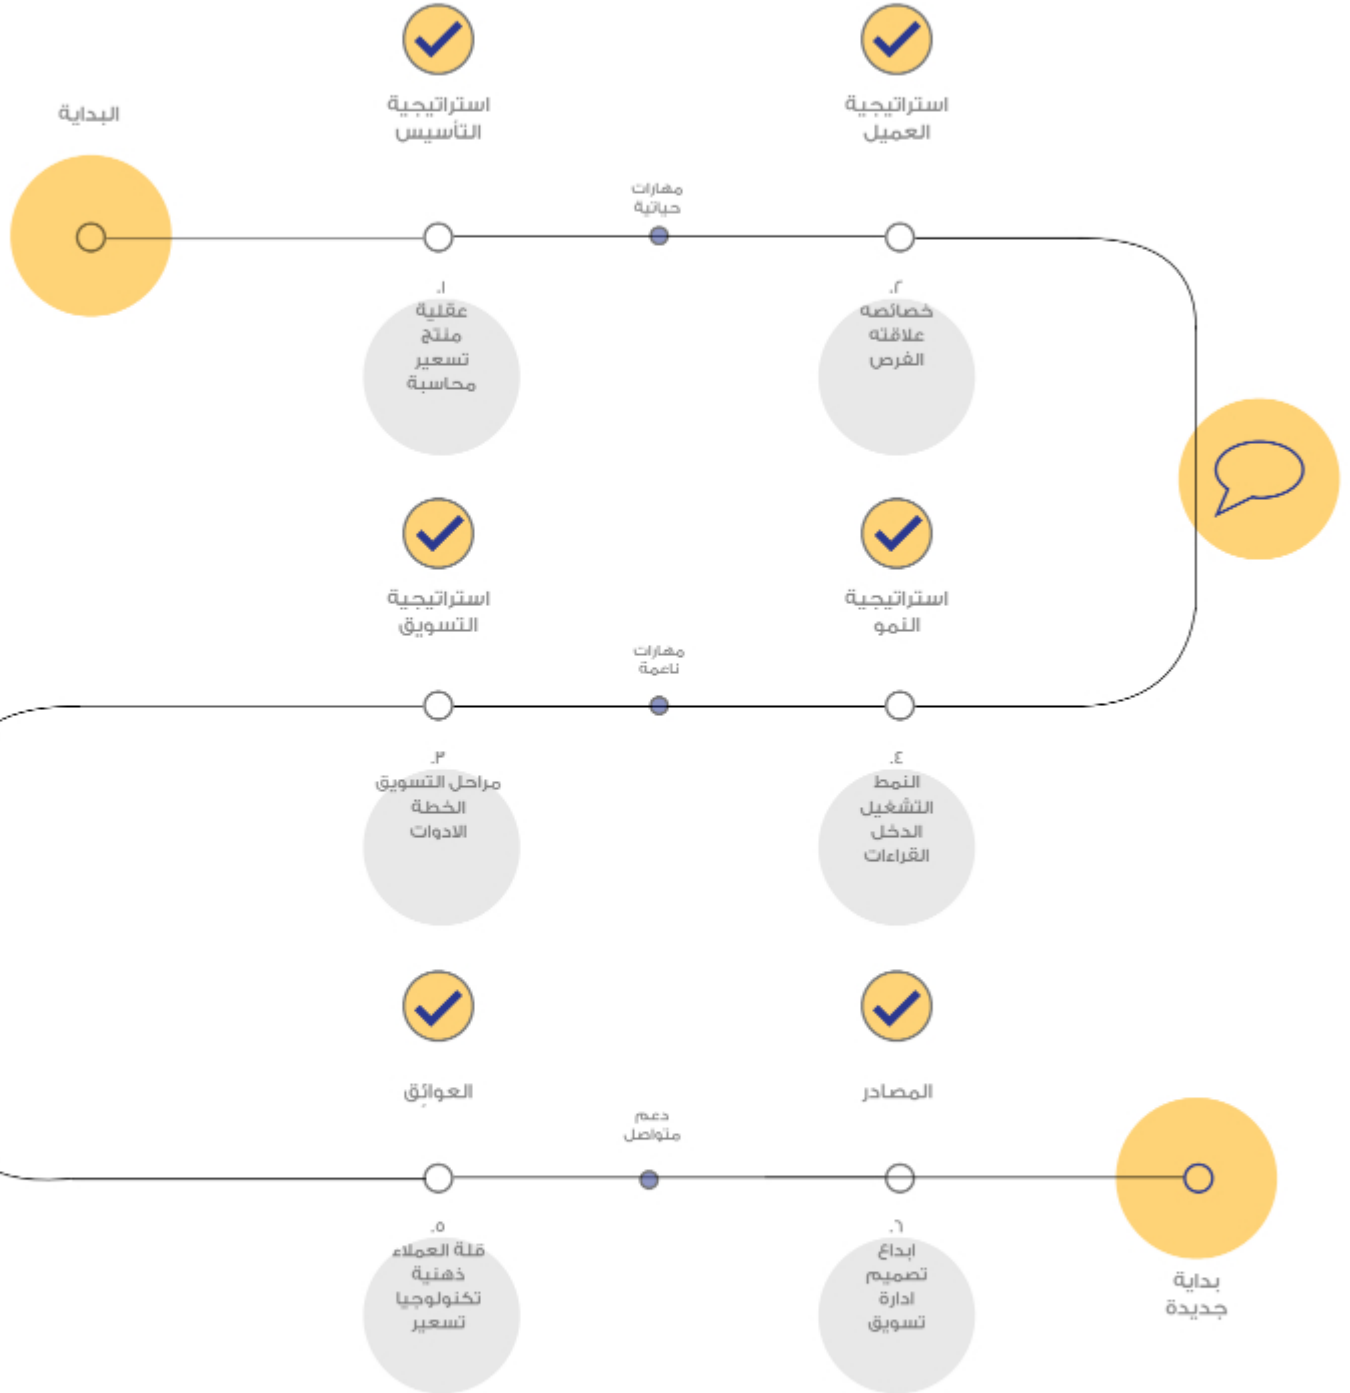 البداية
استراتيجية
التأسيس
استراتيجية
العميل
مهارات
حياتية
١.
عقلية
منتج
تسعير
محاسبة
٢.
خصائصه
علاقته
الفرص
استراتيجية
التسويق
استراتيجية
النمو
مهارات
ناعمة
٣.
مراحل التسويق
الخطة
الادوات
٤.
النمط
التشغيل
الدخل
القراءات
العوائق
المصادر
دعم
متواصل
٥.
قلة العملاء
ذهنية
تكنولوجيا
تسعير
٦.
ابداع
تصميم
ادارة
تسويق
بداية
جديدة